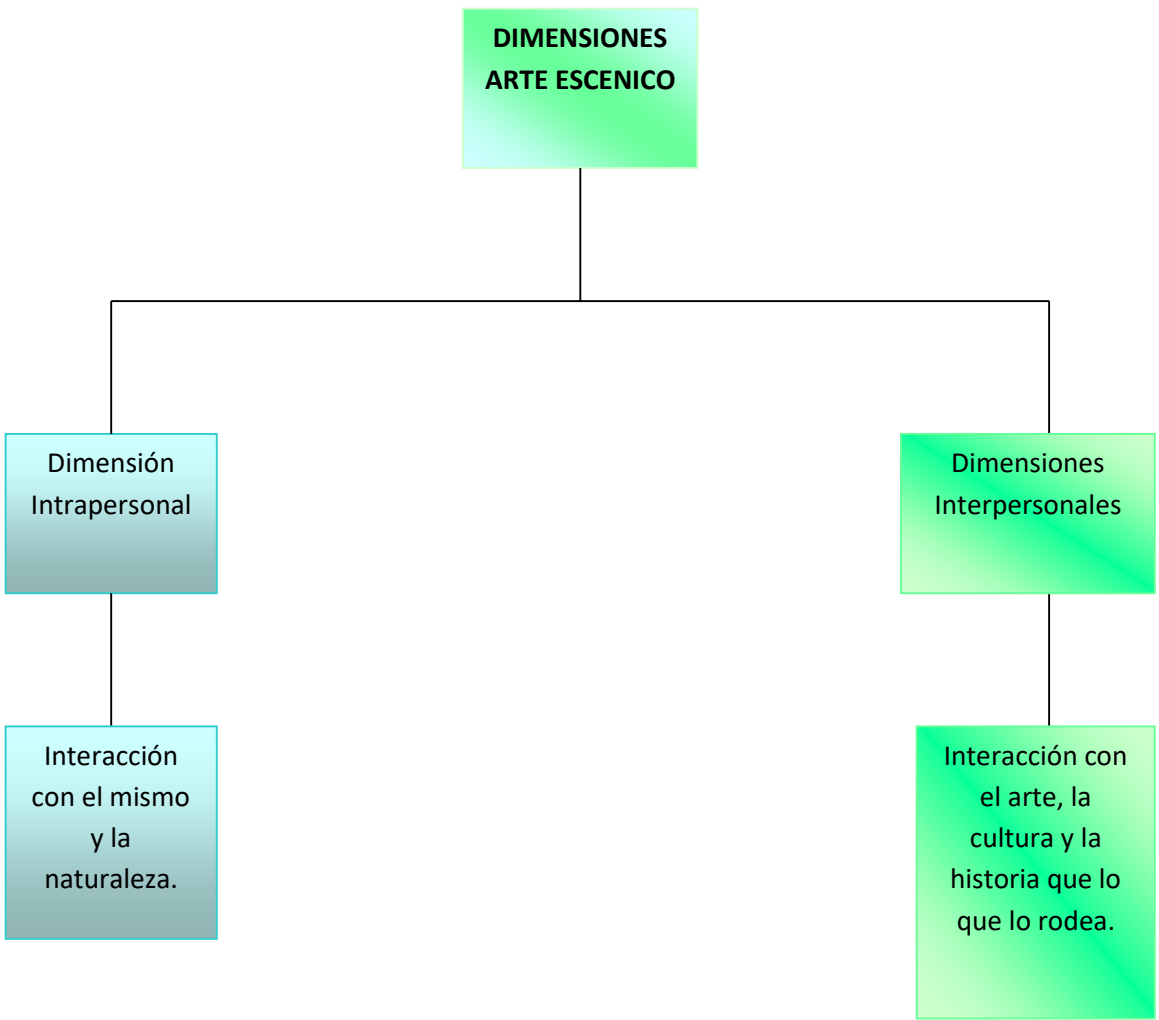 DIMENSIONES
ARTE ESCENICO
Dimensión
Intrapersonal
Dimensiones
Interpersonales
Interacción
con el mismo
y la
naturaleza.
Interacción con
el arte, la
cultura y la
historia que lo
que lo rodea.